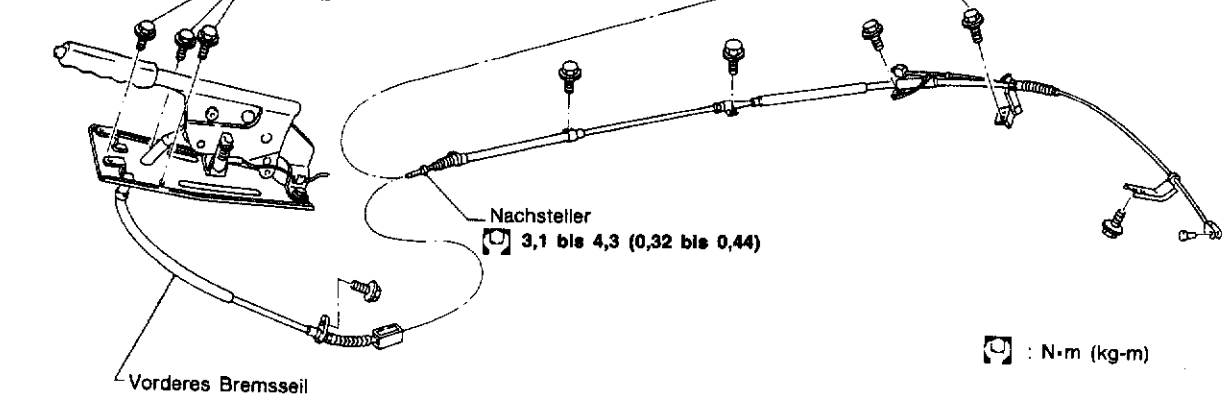 Nachsteller
3,1 bis 4,3 (0,32 bis 0,44)
: N•m (kg-m)
Vorderes Bremsseil